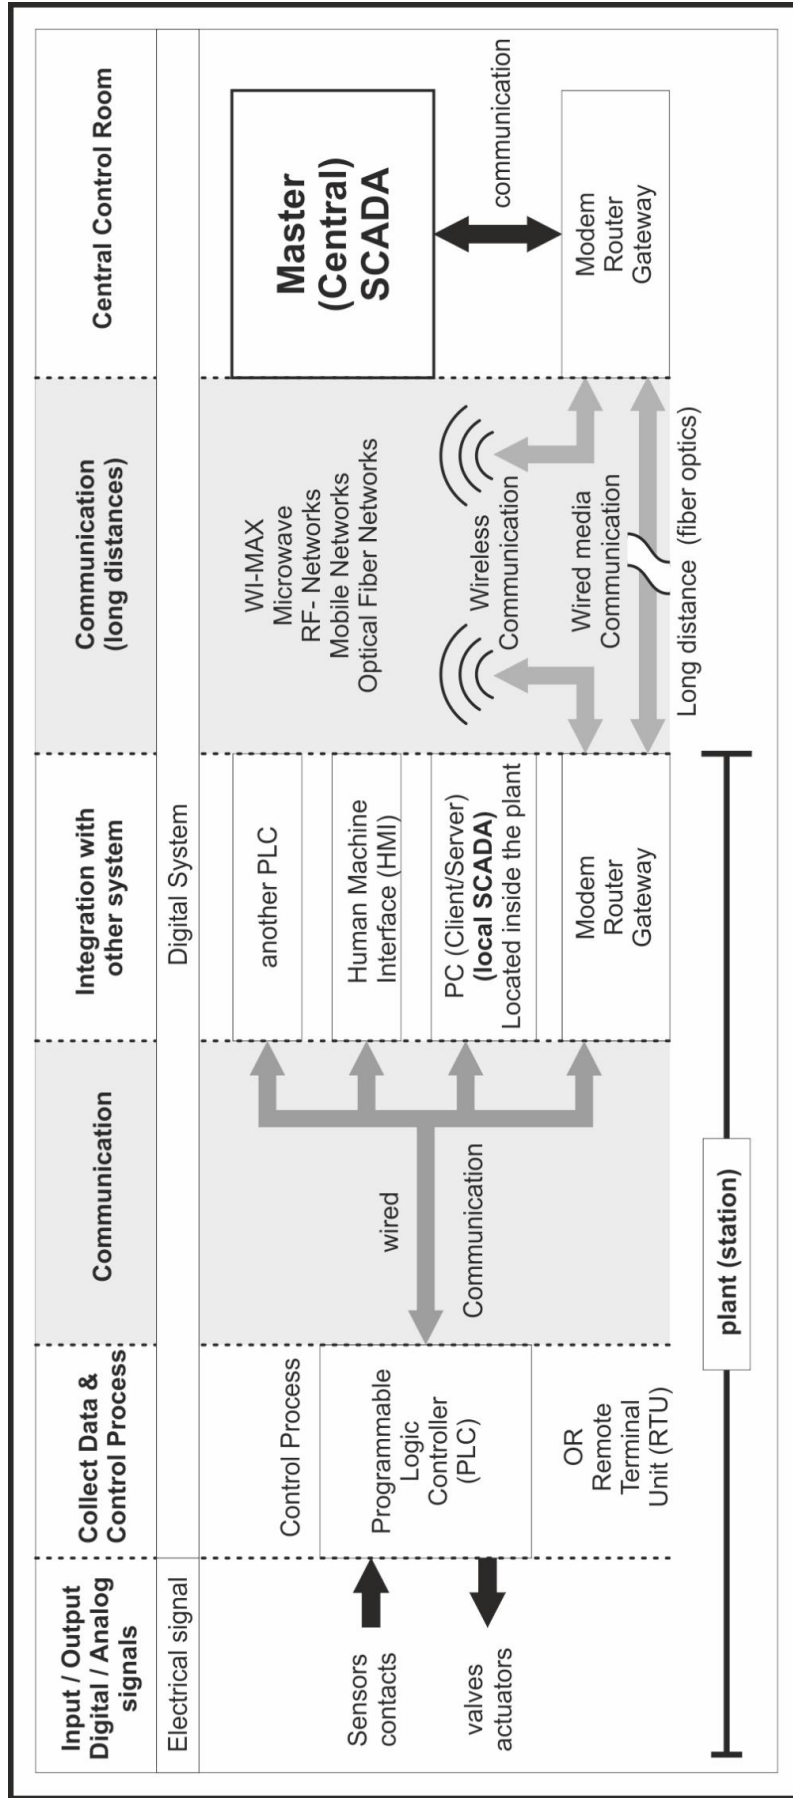 Input / Output
Digital / Analog
signals
Collect Data &
Control Process
Communication
Integration with
other system
Communication
(long distances)
Central Control Room
Electrical signal
Digital System
Sensors
contacts
valves
actuators
Control Process
Programmable
Logic
Controller
(PLC)
OR
Remote
Terminal
Unit (RTU)
wired
Communication
another PLC
Human Machine
Interface (HMI)
PC (Client/Server)
(local SCADA)
Located inside the plant
Modem
Router
Gateway
WI-MAX
Microwave
RF- Networks
Mobile Networks
Optical Fiber Networks
Wireless
Communication
Wired media
Communication
Long distance (fiber optics)
Master
(Central)
SCADA
communication
Modem
Router
Gateway
plant (station)